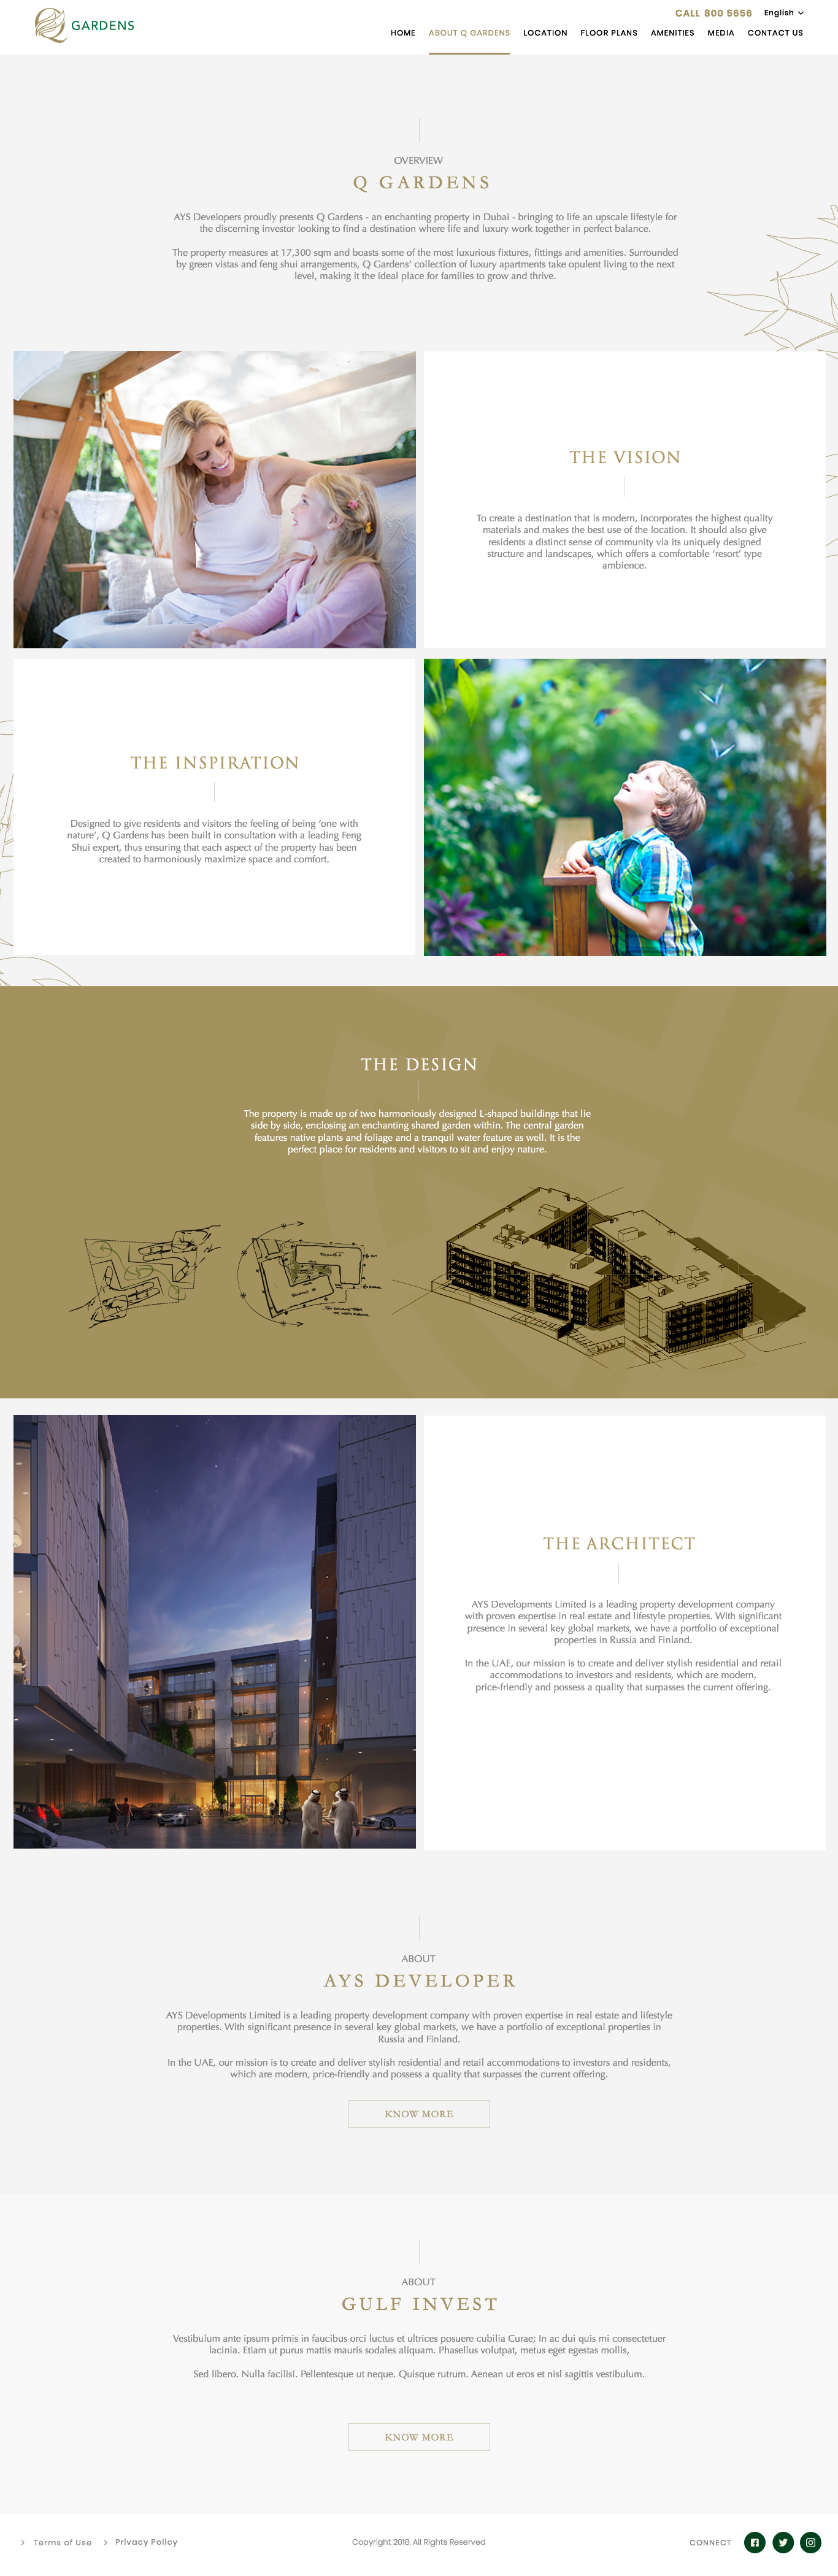 GARDENS
CALL 800 5656
English
HOME ABOUT Q GARDENS LOCATION FLOOR PLANS AMENITIES MEDIA CONTACT US
OVERVIEW
Q GARDENS
AYS Developers proudly presents Q Gardens - an enchanting property in Dubai - bringing to life an upscale lifestyle for
the discerning investor looking to find a destination where life and luxury work together in perfect balance.
The property measures at 17,300 sqm and boasts some of the most luxurious fixtures, fittings and amenities. Surrounded
by green vistas and feng shui arrangements, Q Gardens’ collection of luxury apartments take opulent living to the next
level, making it the ideal place for families to grow and thrive.
THE VISION
To create a destination that is modern, incorporates the highest quality
materials and makes the best use of the location. It should also give
residents a distinct sense of community via its uniquely designed
structure and landscapes, which offers a comfortable ‘resort’ type
ambience.
THE INSPIRATION
Designed to give residents and visitors the feeling of being ‘one with
nature’, Q Gardens has been built in consultation with a leading Feng
Shui expert, thus ensuring that each aspect of the property has been
created to harmoniously maximize space and comfort.
THE DESIGN
The property is made up of two harmoniously designed L-shaped buildings that lie
side by side, enclosing an enchanting shared garden within. The central garden
features native plants and foliage and a tranquil water feature as well. It is the
perfect place for residents and visitors to sit and enjoy nature.
THE ARCHITECT
AYS Developments Limited is a leading property development company
with proven expertise in real estate and lifestyle properties. With significant
presence in several key global markets, we have a portfolio of exceptional
properties in Russia and Finland.
In the UAE, our mission is to create and deliver stylish residential and retail
accommodations to investors and residents, which are modern,
price-friendly and possess a quality that surpasses the current offering.
ABOUT
AYS DEVELOPER
AYS Developments Limited is a leading property development company with proven expertise in real estate and lifestyle
properties. With significant presence in several key global markets, we have a portfolio of exceptional properties in
Russia and Finland.
In the UAE, our mission is to create and deliver stylish residential and retail accommodations to investors and residents,
which are modern, price-friendly and possess a quality that surpasses the current offering.
KNOW MORE
ABOUT
GULF INVEST
Vestibulum ante ipsum primis in faucibus orci luctus et ultrices posuere cubilia Curae; In ac dui quis mi consectetuer
lacinia. Etiam ut purus mattis mauris sodales aliquam. Phasellus volutpat, metus eget egestas mollis,
Sed libero. Nulla facilisi. Pellentesque ut neque. Quisque rutrum. Aenean ut eros et nisl sagittis vestibulum.
KNOW MORE
Terms of Use Privacy Policy Copyright 2018. All Rights Reserved CONNECT